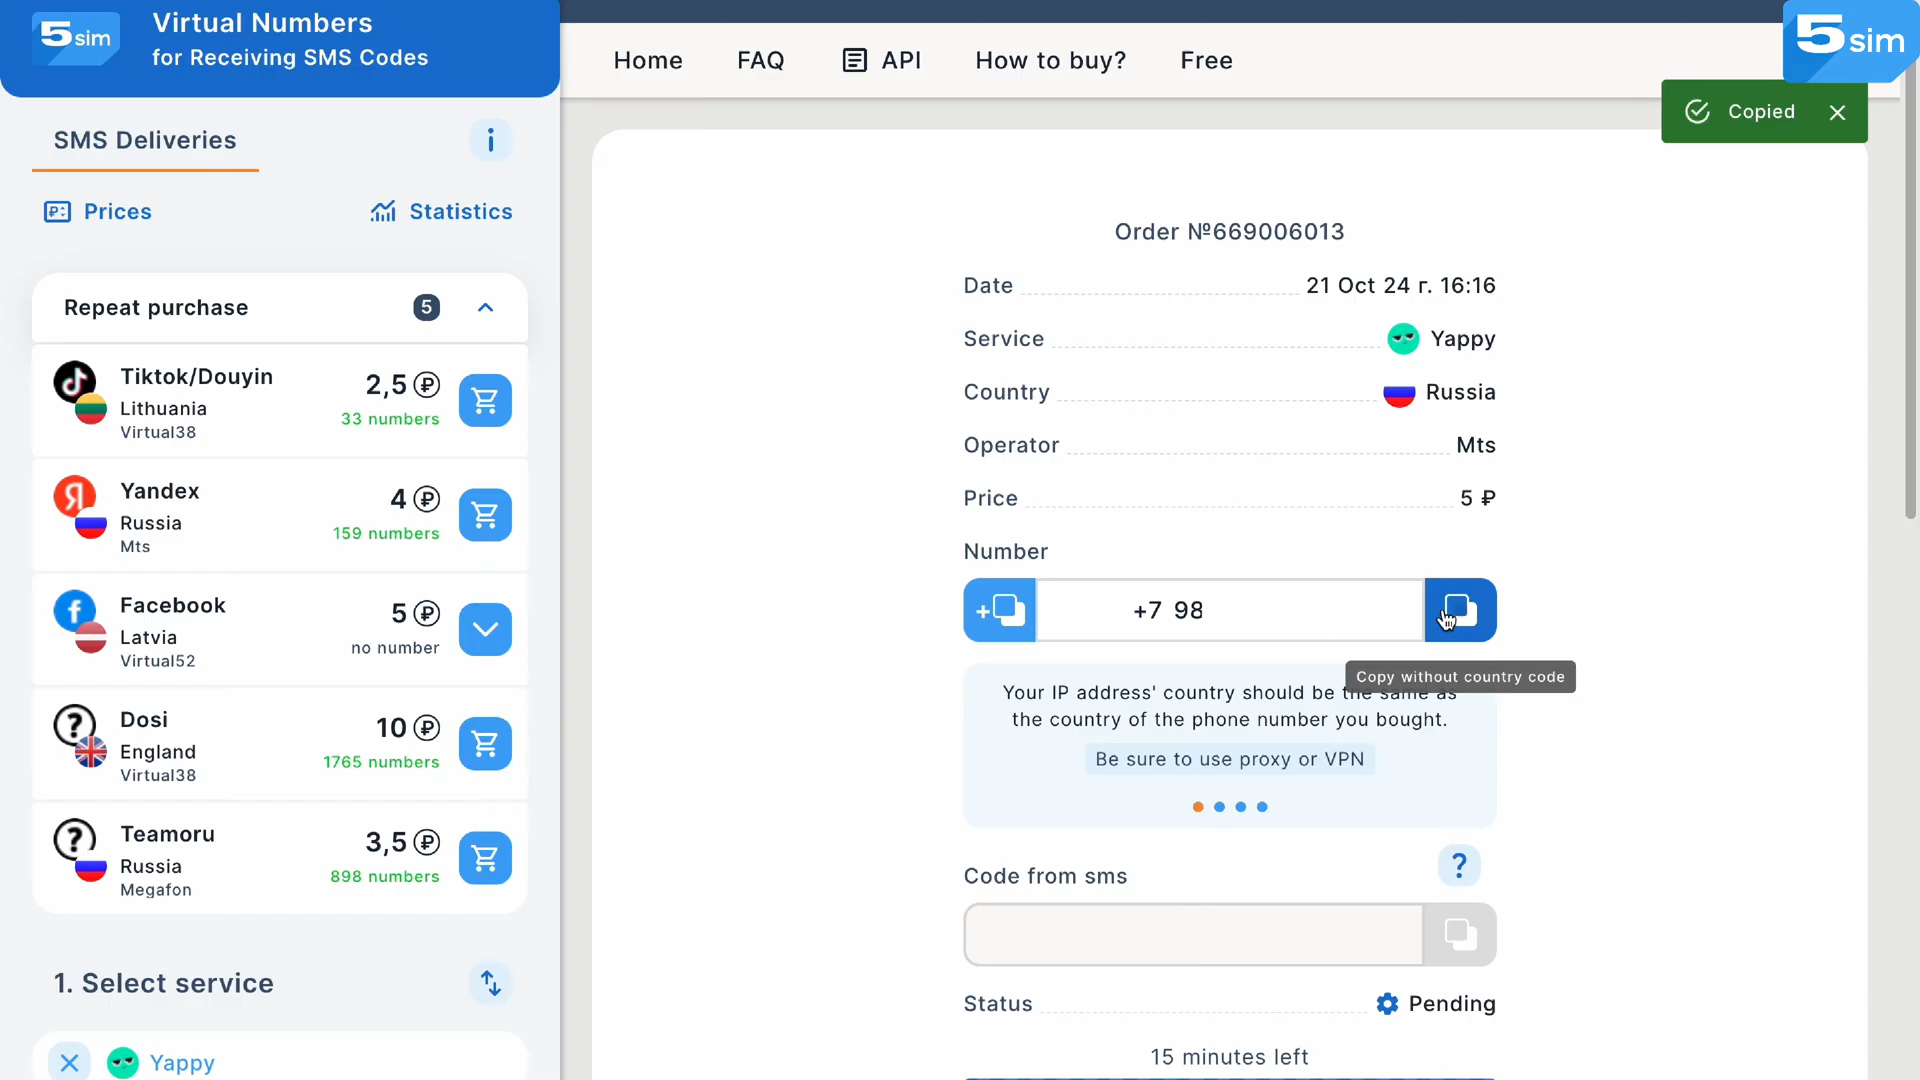 5sim
Virtual Numbers
for Receiving SMS Codes
Home
FAQ
API
How to buy?
Free
5sim
Copied
SMS Deliveries
i
Prices
Statistics
Repeat purchase
5
Tiktok/Douyin
Lithuania
Virtual38
2,5 ₽
33 numbers
Я
Yandex
Russia
Mts
4 ₽
159 numbers
f
Facebook
Latvia
Virtual52
5 ₽
no number
?
Dosi
England
Virtual38
10 ₽
1765 numbers
?
Teamoru
Russia
Megafon
3,5 ₽
898 numbers
1. Select service
Yappy
Order №669006013
Date 21 Oct 24 г. 16:16
Service Yappy
Country Russia
Operator Mts
Price 5 ₽
Number
+
+7 98
Copy without country code
Your IP address' country should be the same as
the country of the phone number you bought.
Be sure to use proxy or VPN
Code from sms
?
Status Pending
15 minutes left